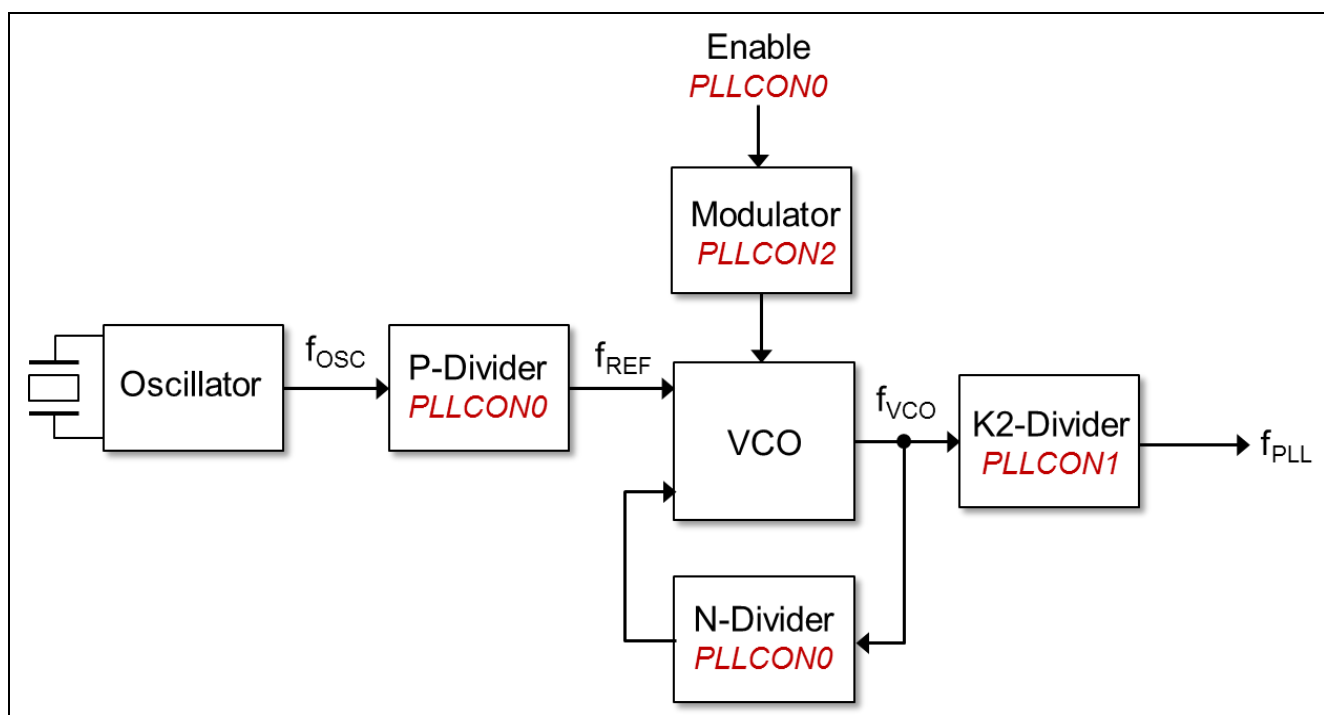 Enable
PLLCON0
Modulator
PLLCON2
Oscillator
fOSC
P-Divider
PLLCON0
fREF
VCO
fVCO
K2-Divider
PLLCON1
fPLL
N-Divider
PLLCON0